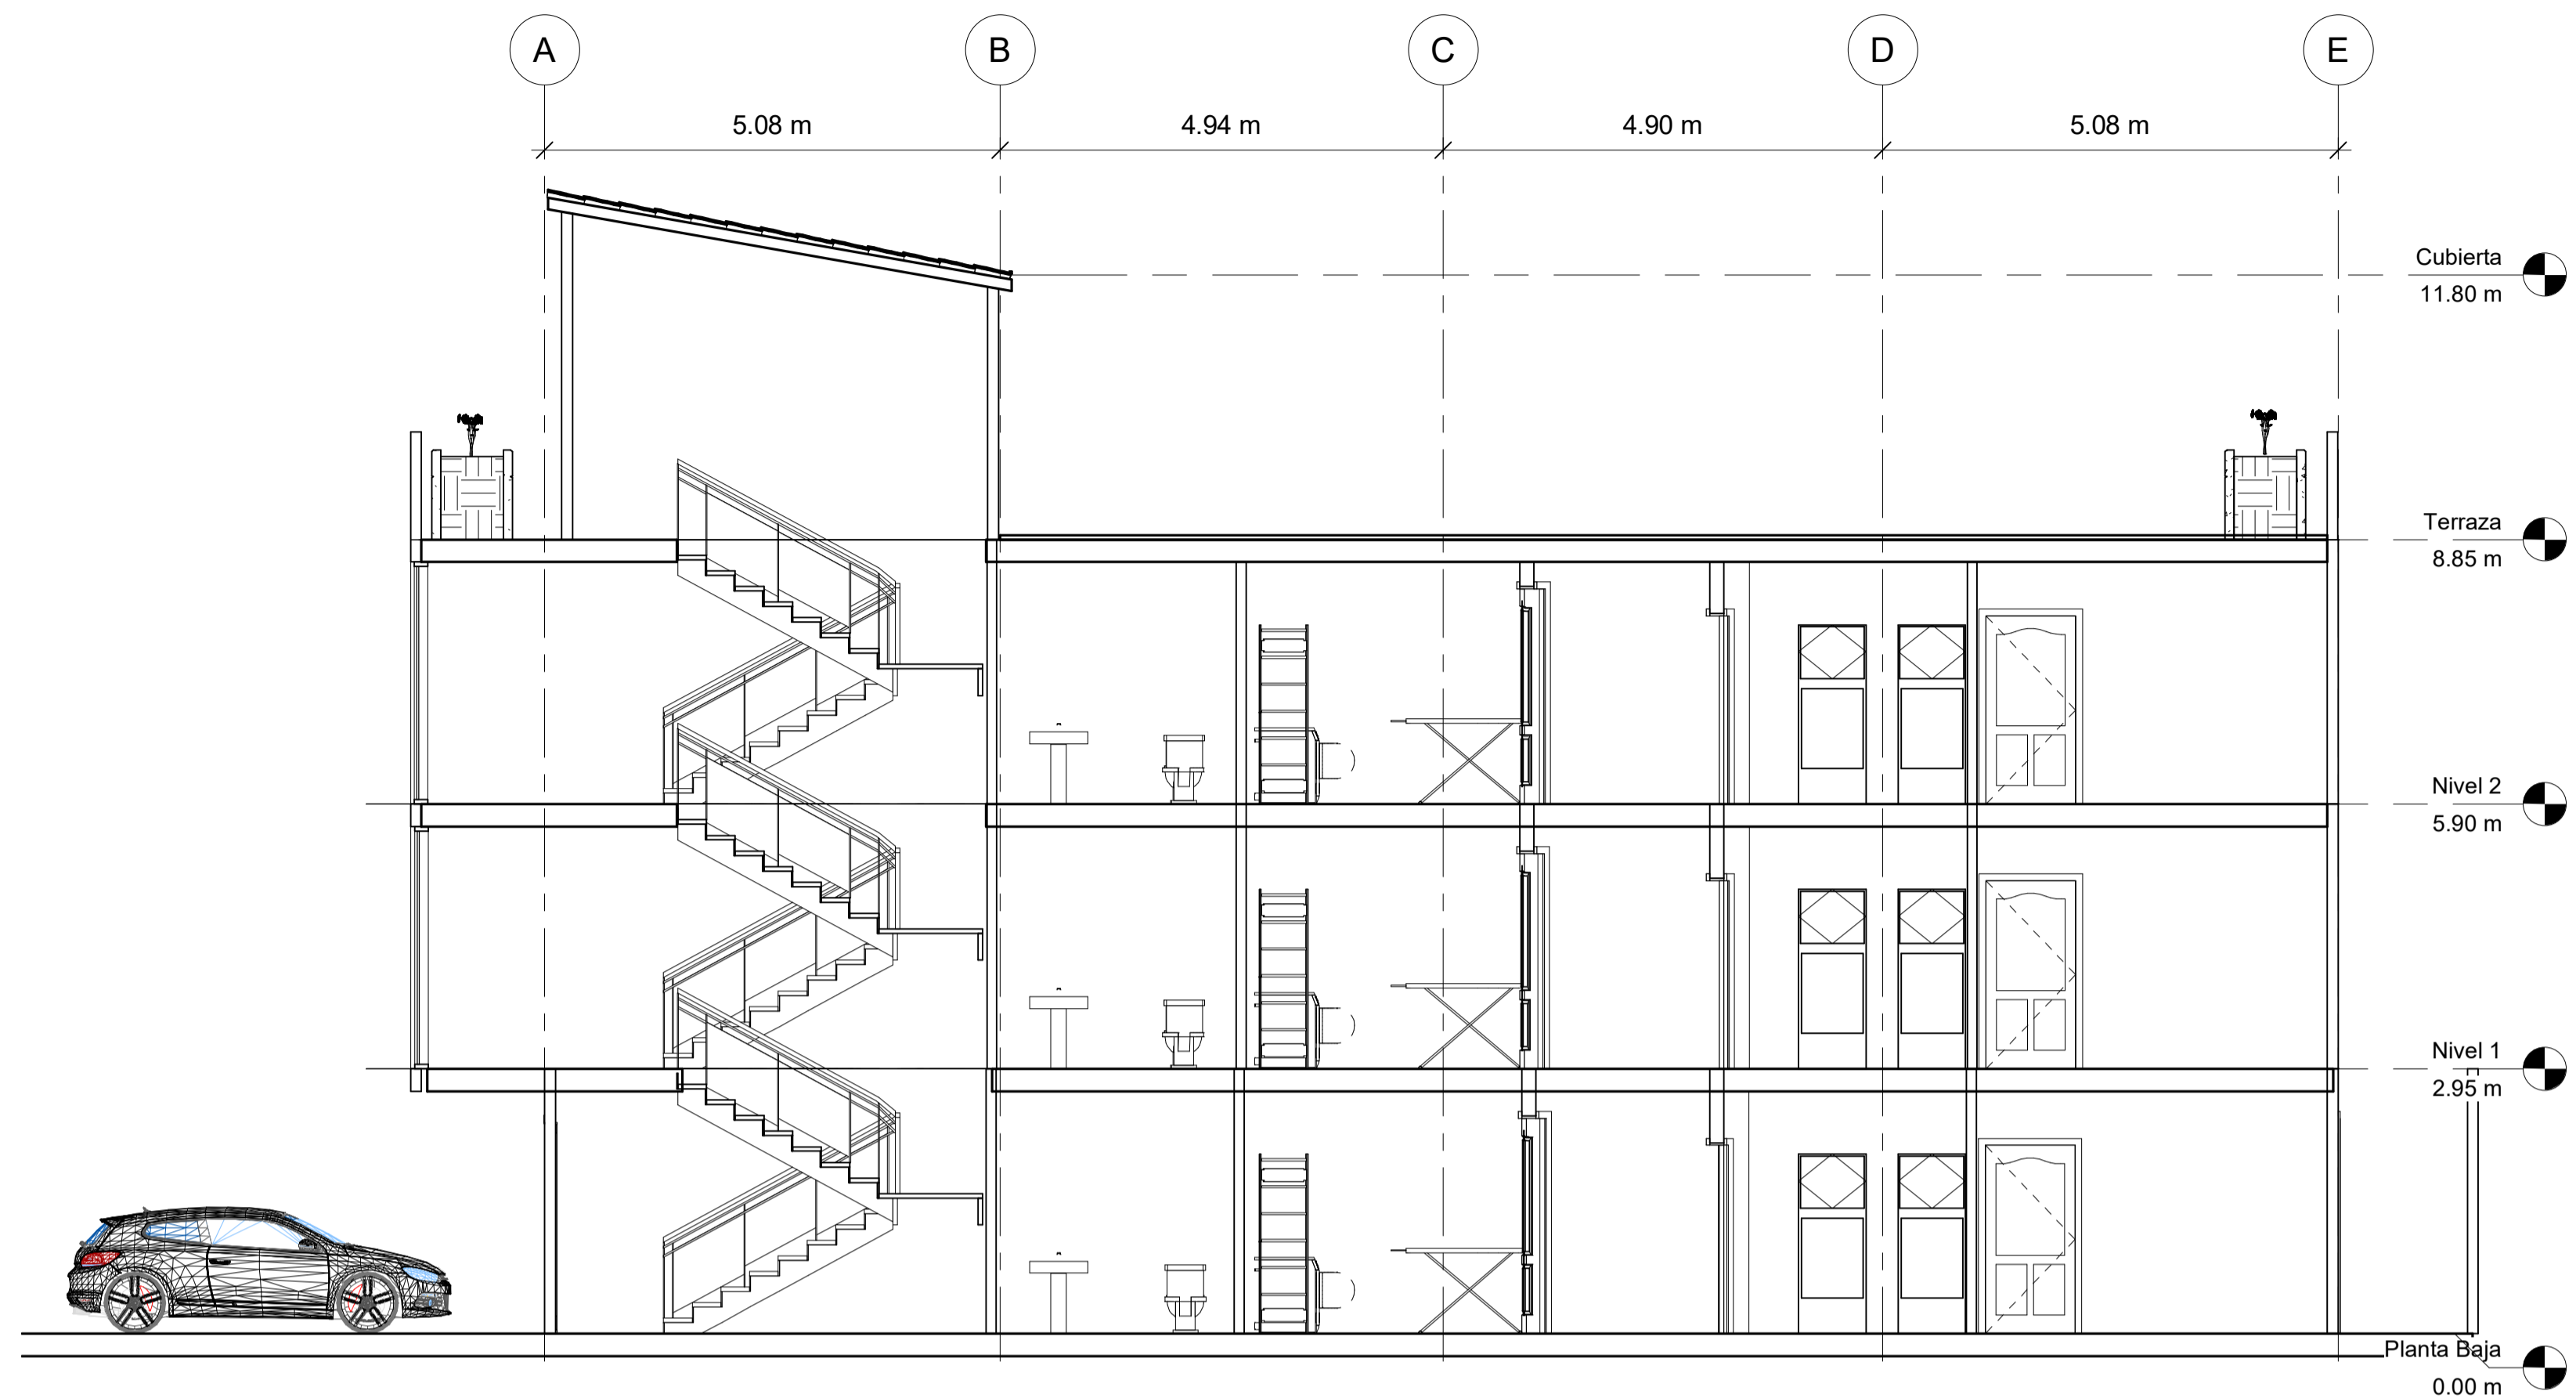 A B C D E
5.08 m 4.94 m 4.90 m 5.08 m
Cubierta
11.80 m
Terraza
8.85 m
Nivel 2
5.90 m
Nivel 1
2.95 m
Planta Baja
0.00 m